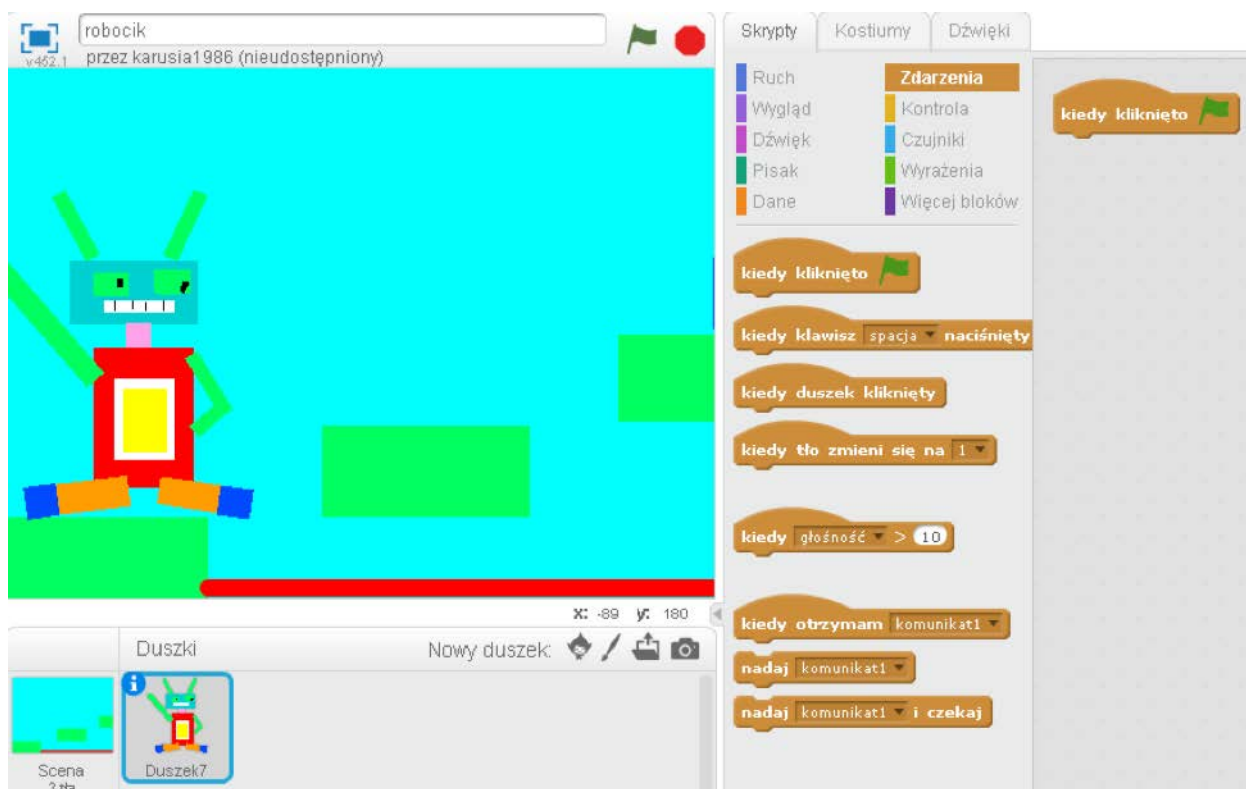 robocik
v462.1
przez karusia1986 (nieudostępniony)
Skrypty
Kostiumy
Dźwięki
Ruch
Zdarzenia
Wygląd
Kontrola
Dźwięk
Czujniki
Pisak
Wyrażenia
Dane
Więcej bloków
kiedy kliknięto
kiedy klawisz spacja naciśnięty
kiedy duszek kliknięty
kiedy tło zmieni się na 1
kiedy głośność > 10
kiedy otrzymam komunikat1
nadaj komunikat1
nadaj komunikat1 i czekaj
kiedy kliknięto
x: -89 y: 180
Duszki
Nowy duszek:
Scena
Duszek7